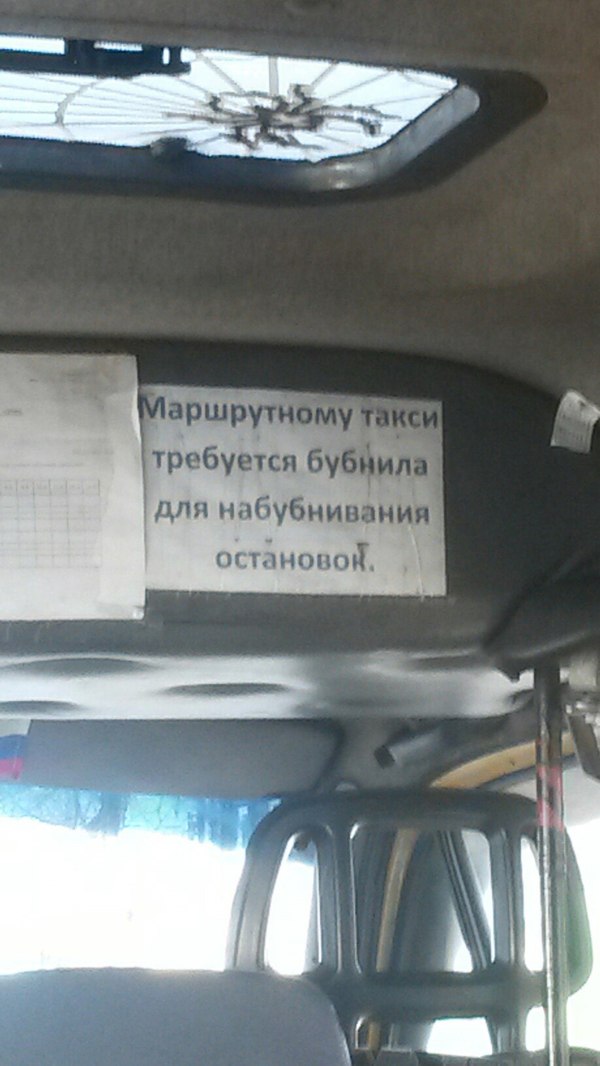 Маршрутному такси
требуется бубнила
для набубнивания
остановок.